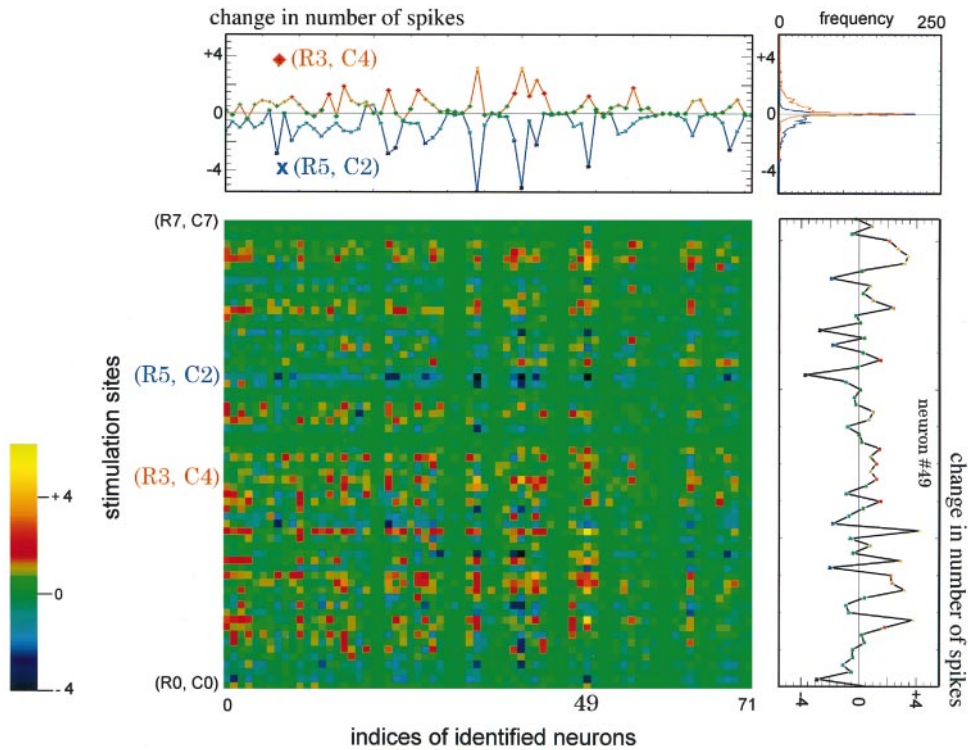 change in number of spikes
0 frequency 250
+4
0
-4
(R3, C4)
x (R5, C2)
+4
0
-4
(R7, C7)
(R5, C2)
(R3, C4)
(R0, C0)
stimulation sites
+ 4
0
- 4
0 49 71
indices of identified neurons
neuron #49
-4 0 +4
change in number of spikes